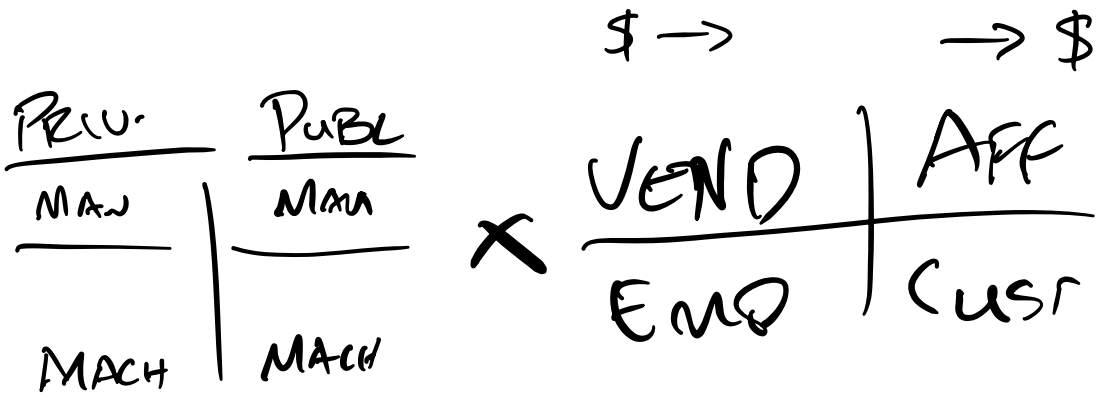 $ → → $
PRIV. PUBL
MAN MAN
MACH MACH
X
VEND AFF
EMP CUST